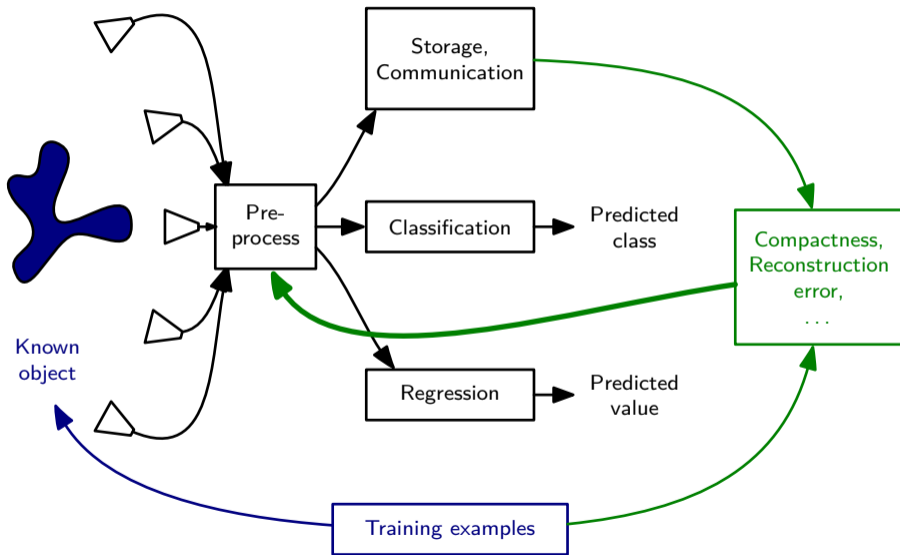 Storage,
Communication
Pre-
process
Classification
Predicted
class
Compactness,
Reconstruction
error,
...
Known
object
Regression
Predicted
value
Training examples